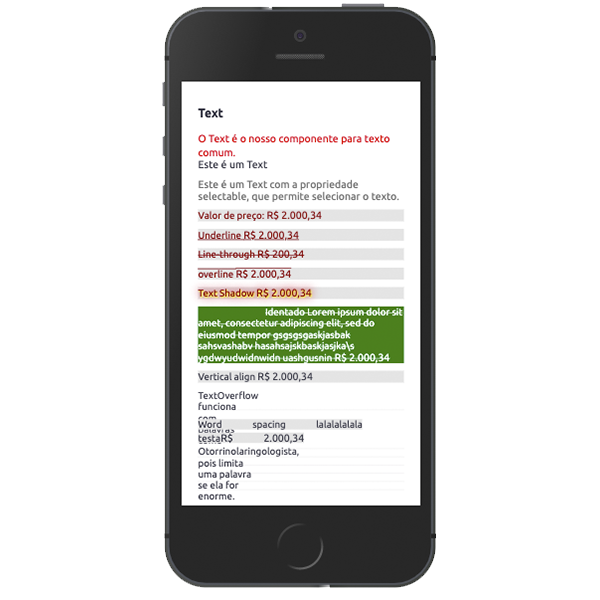 Text
O Text é o nosso componente para texto
comum.
Este é um Text
Este é um Text com a propriedade
selectable, que permite selecionar o texto.
Valor de preço: R$ 2.000,34
Underline R$ 2.000,34
Line-through R$ 200,34
overline R$ 2.000,34
Text Shadow R$ 2.000,34
Identado Lorem ipsum dolor sit
amet, consectetur adipiscing elit, sed do
eiusmod tempor gsgsgsgaskjasbak
sahsvashabv hasahsajskbaskjasjka\s
ygdwyudwidnwidn uashgusnin R$ 2.000,34
Vertical align R$ 2.000,34
TextOverflow
funciona
com
Word spacing lalalalalala
palavras
testaR$ 2.000,34
Otorrinolaringologista,
pois limita
uma palavra
se ela for
enorme.